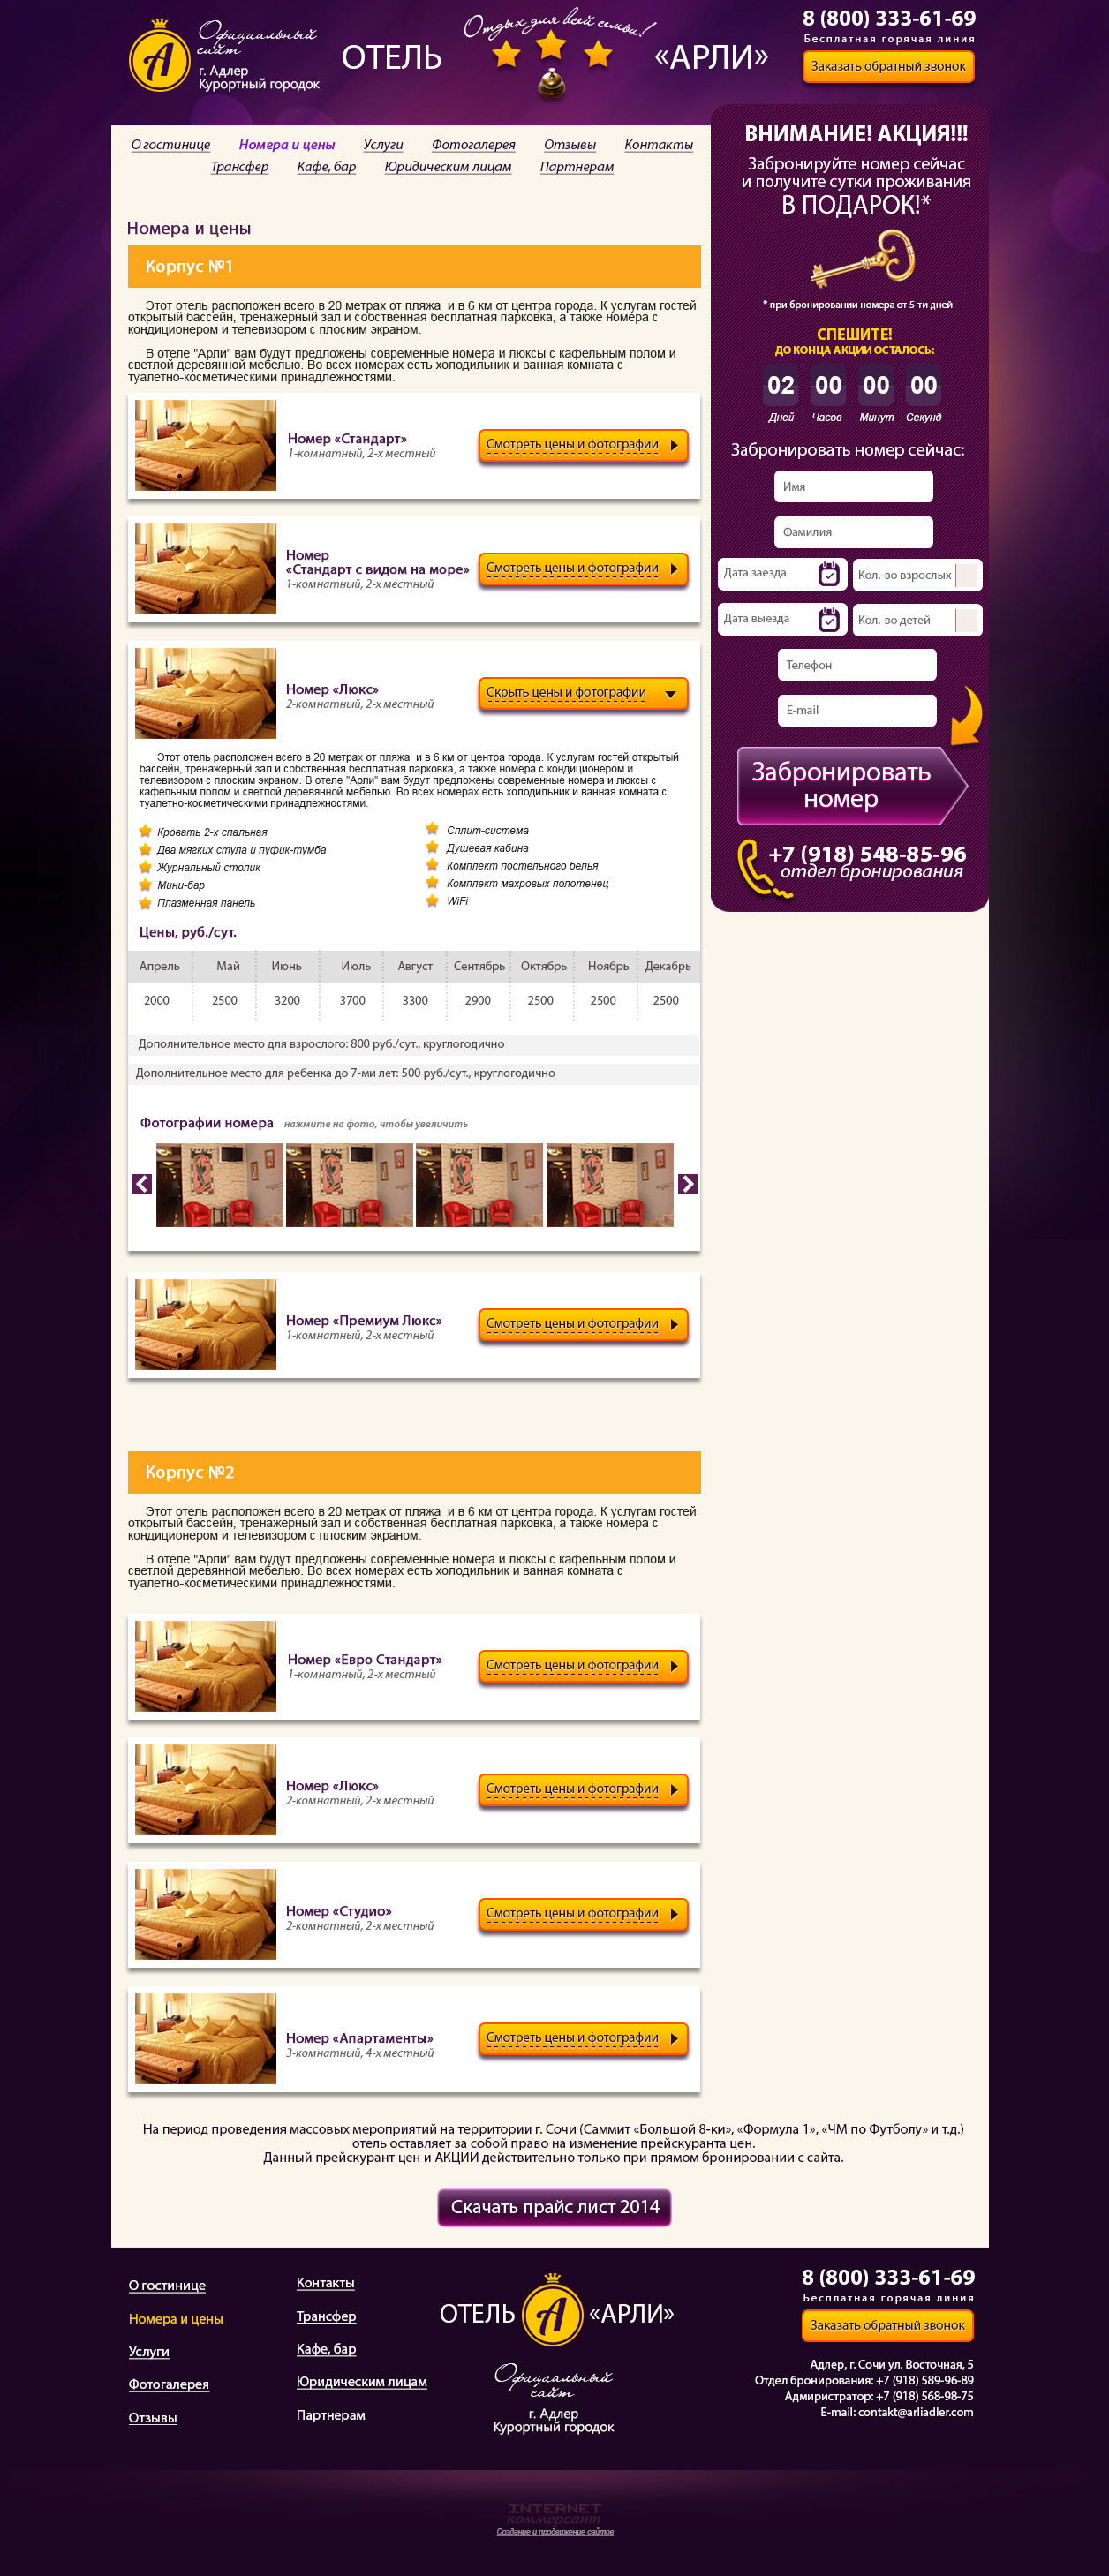 Официальный
сайт
г. Адлер
Курортный городок
Отдых для всей семьи!
ОТЕЛЬ «АРЛИ»
8 (800) 333-61-69
Бесплатная горячая линия
Заказать обратный звонок
О гостинице Номера и цены Услуги Фотогалерея Отзывы Контакты
Трансфер Кафе, бар Юридическим лицам Партнерам
Номера и цены
Корпус №1
Этот отель расположен всего в 20 метрах от пляжа и в 6 км от центра города. К услугам гостей
открытый бассейн, тренажерный зал и собственная бесплатная парковка, а также номера с
кондиционером и телевизором с плоским экраном.
В отеле "Арли" вам будут предложены современные номера и люксы с кафельным полом и
светлой деревянной мебелью. Во всех номерах есть холодильник и ванная комната с
туалетно-косметическими принадлежностями.
Номер «Стандарт»
1-комнатный, 2-х местный
Смотреть цены и фотографии
Номер
«Стандарт с видом на море»
1-комнатный, 2-х местный
Смотреть цены и фотографии
Номер «Люкс»
2-комнатный, 2-х местный
Скрыть цены и фотографии
Этот отель расположен всего в 20 метрах от пляжа и в 6 км от центра города. К услугам гостей открытый
бассейн, тренажерный зал и собственная бесплатная парковка, а также номера с кондиционером и
телевизором с плоским экраном. В отеле "Арли" вам будут предложены современные номера и люксы с
кафельным полом и светлой деревянной мебелью. Во всех номерах есть холодильник и ванная комната с
туалетно-косметическими принадлежностями.
Кровать 2-х спальная
Два мягких стула и пуфик-тумба
Журнальный столик
Мини-бар
Плазменная панель
Сплит-система
Душевая кабина
Комплект постельного белья
Комплект махровых полотенец
WiFi
Цены, руб./сут.
Апрель Май Июнь Июль Август Сентябрь Октябрь Ноябрь Декабрь
2000 2500 3200 3700 3300 2900 2500 2500 2500
Дополнительное место для взрослого: 800 руб./сут., круглогодично
Дополнительное место для ребенка до 7-ми лет: 500 руб./сут., круглогодично
Фотографии номера нажмите на фото, чтобы увеличить
Номер «Премиум Люкс»
1-комнатный, 2-х местный
Смотреть цены и фотографии
Корпус №2
Этот отель расположен всего в 20 метрах от пляжа и в 6 км от центра города. К услугам гостей
открытый бассейн, тренажерный зал и собственная бесплатная парковка, а также номера с
кондиционером и телевизором с плоским экраном.
В отеле "Арли" вам будут предложены современные номера и люксы с кафельным полом и
светлой деревянной мебелью. Во всех номерах есть холодильник и ванная комната с
туалетно-косметическими принадлежностями.
Номер «Евро Стандарт»
1-комнатный, 2-х местный
Смотреть цены и фотографии
Номер «Люкс»
2-комнатный, 2-х местный
Смотреть цены и фотографии
Номер «Студио»
2-комнатный, 2-х местный
Смотреть цены и фотографии
Номер «Апартаменты»
3-комнатный, 4-х местный
Смотреть цены и фотографии
ВНИМАНИЕ! АКЦИЯ!!!
Забронируйте номер сейчас
и получите сутки проживания
В ПОДАРОК!*
* при бронировании номера от 5-ти дней
СПЕШИТЕ!
ДО КОНЦА АКЦИИ ОСТАЛОСЬ:
02 00 00 00
Дней Часов Минут Секунд
Забронировать номер сейчас:
Имя
Фамилия
Дата заезда Кол.-во взрослых
Дата выезда Кол.-во детей
Телефон
E-mail
Забронировать
номер
+7 (918) 548-85-96
отдел бронирования
На период проведения массовых мероприятий на территории г. Сочи (Саммит «Большой 8-ки», «Формула 1», «ЧМ по Футболу» и т.д.)
отель оставляет за собой право на изменение прейскуранта цен.
Данный прейскурант цен и АКЦИИ действительно только при прямом бронировании с сайта.
Скачать прайс лист 2014
О гостинице
Номера и цены
Услуги
Фотогалерея
Отзывы
Контакты
Трансфер
Кафе, бар
Юридическим лицам
Партнерам
ОТЕЛЬ А «АРЛИ»
Официальный
сайт
г. Адлер
Курортный городок
8 (800) 333-61-69
Бесплатная горячая линия
Заказать обратный звонок
Адлер, г. Сочи ул. Восточная, 5
Отдел бронирования: +7 (918) 589-96-89
Адмиристратор: +7 (918) 568-98-75
E-mail: contakt@arliadler.com
INTERNET
коммерсант
Создание и продвижение сайтов